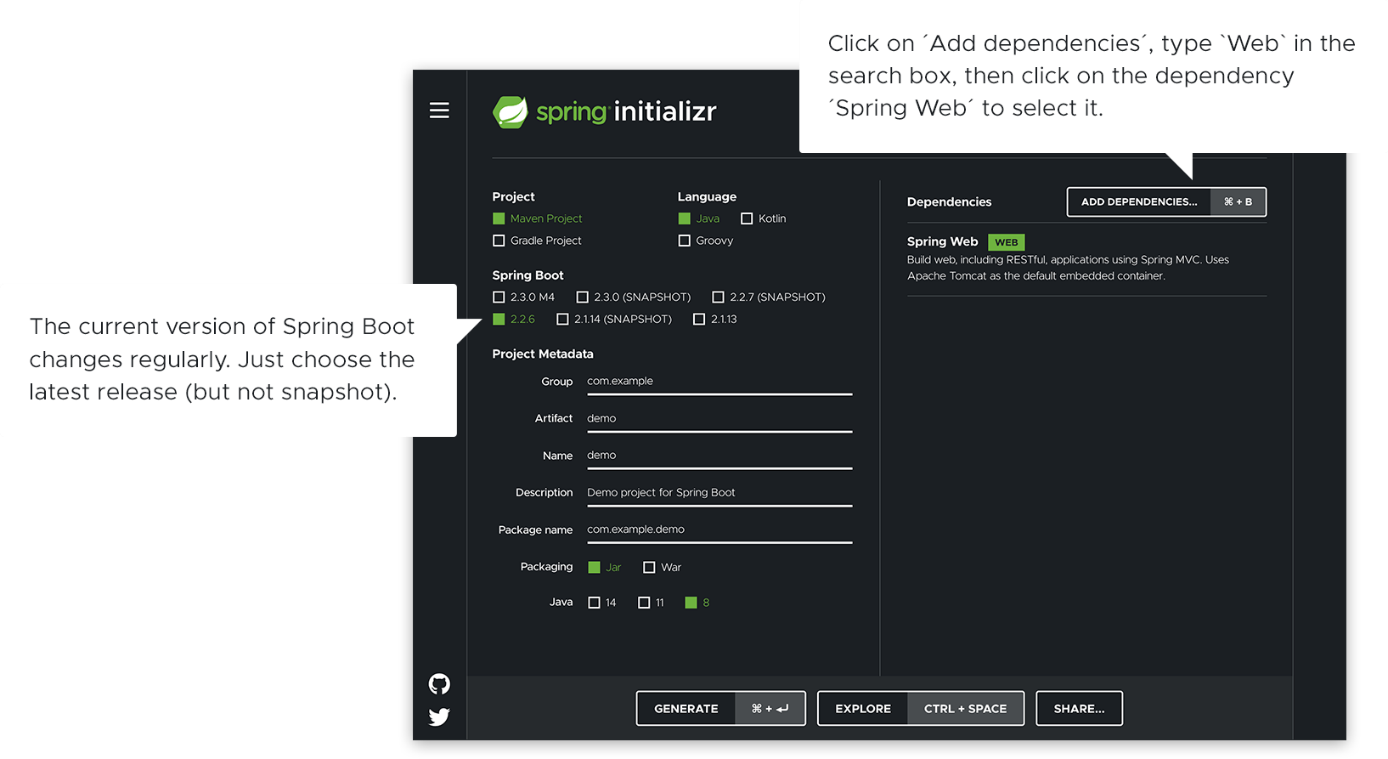 Click on ´Add dependencies´, type `Web` in the
search box, then click on the dependency
´Spring Web´ to select it.
spring initializr
Project
Maven Project
Gradle Project
Language
Java Kotlin
Groovy
Spring Boot
2.3.0 M4 2.3.0 (SNAPSHOT) 2.2.7 (SNAPSHOT)
2.2.6 2.1.14 (SNAPSHOT) 2.1.13
The current version of Spring Boot
changes regularly. Just choose the
latest release (but not snapshot).
Project Metadata
Group com.example
Artifact demo
Name demo
Description Demo project for Spring Boot
Package name com.example.demo
Packaging Jar War
Java 14 11 8
Dependencies ADD DEPENDENCIES... ⌘ + B
Spring Web WEB
Build web, including RESTful, applications using Spring MVC. Uses
Apache Tomcat as the default embedded container.
GENERATE ⌘ + ↵ EXPLORE CTRL + SPACE SHARE...